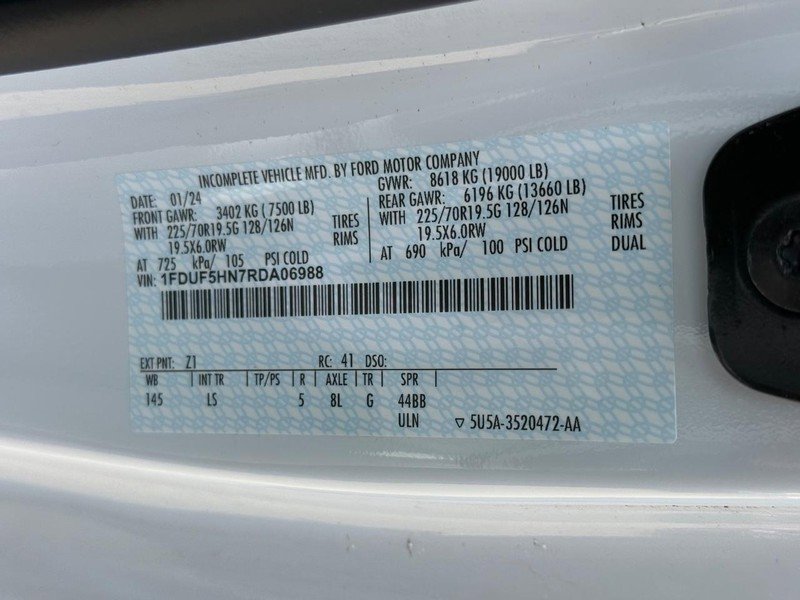 INCOMPLETE VEHICLE MFD. BY FORD MOTOR COMPANY
DATE: 01/24
FRONT GAWR: 3402 KG (7500 LB)
WITH 225/70R19.5G 128/126N TIRES
19.5X6.0RW RIMS
AT 725 kPa/ 105 PSI COLD
GVWR: 8618 KG (19000 LB)
REAR GAWR: 6196 KG (13660 LB)
WITH 225/70R19.5G 128/126N TIRES
19.5X6.0RW RIMS
AT 690 kPa/ 100 PSI COLD DUAL
VIN: 1FDUF5HN7RDA06988
EXT PNT: Z1 RC: 41 DSO:
WB INT TR TP/PS R AXLE TR SPR
145 LS 5 8L G 44BB
ULN ▽ 5U5A-3520472-AA